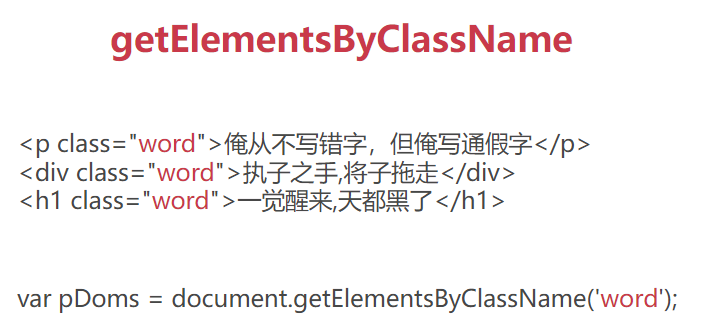 getElementsByClassName
<p class="word">俺从不写错字，但俺写通假字</p>
<div class="word">执子之手,将子拖走</div>
<h1 class="word">一觉醒来,天都黑了</h1>
var pDoms = document.getElementsByClassName('word');